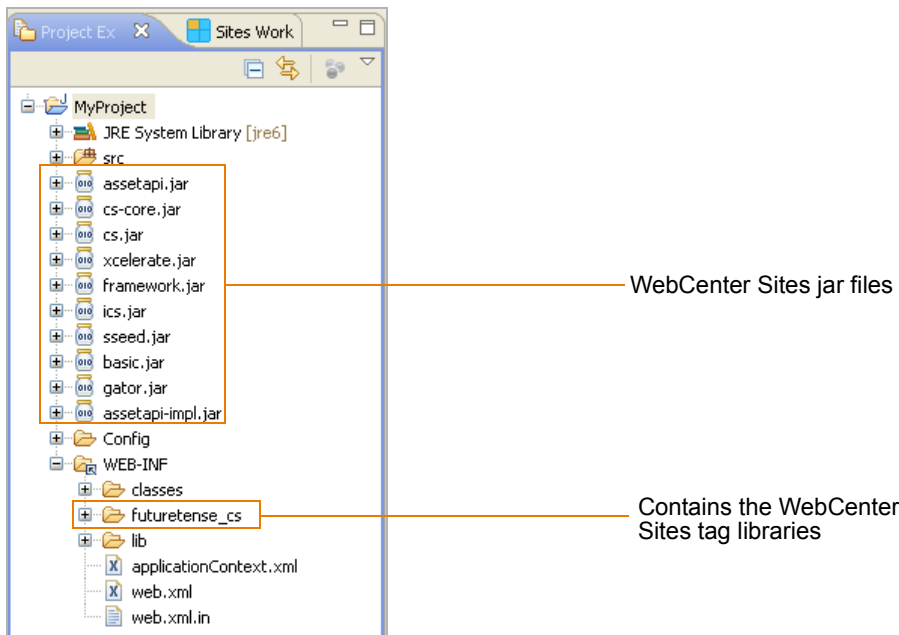 Project Ex
Sites Work
MyProject
JRE System Library [jre6]
src
assetapi.jar
cs-core.jar
cs.jar
xcelerate.jar
framework.jar
ics.jar
sseed.jar
basic.jar
gator.jar
assetapi-impl.jar
Config
WEB-INF
classes
futuretense_cs
lib
applicationContext.xml
web.xml
web.xml.in
WebCenter Sites jar files
Contains the WebCenter
Sites tag libraries